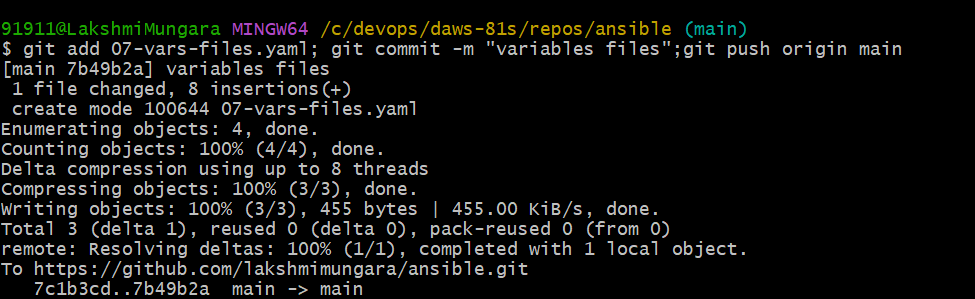 91911@LakshmiMungara MINGW64 /c/devops/daws-81s/repos/ansible (main)
$ git add 07-vars-files.yaml; git commit -m "variables files";git push origin main
[main 7b49b2a] variables files
 1 file changed, 8 insertions(+)
 create mode 100644 07-vars-files.yaml
Enumerating objects: 4, done.
Counting objects: 100% (4/4), done.
Delta compression using up to 8 threads
Compressing objects: 100% (3/3), done.
Writing objects: 100% (3/3), 455 bytes | 455.00 KiB/s, done.
Total 3 (delta 1), reused 0 (delta 0), pack-reused 0 (from 0)
remote: Resolving deltas: 100% (1/1), completed with 1 local object.
To https://github.com/lakshmimungara/ansible.git
   7c1b3cd..7b49b2a  main -> main